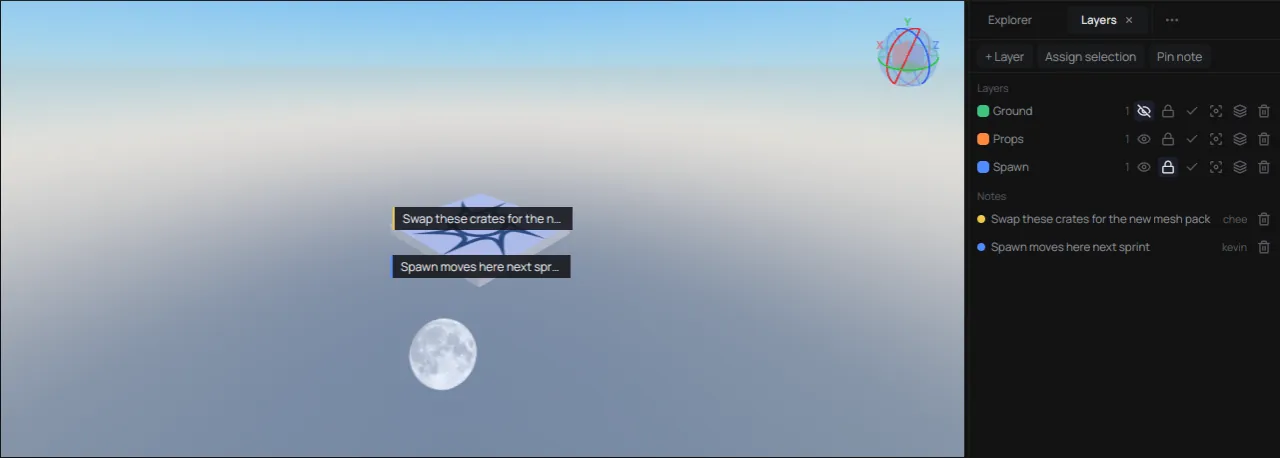 Y
X
Z
Swap these crates for the n...
Spawn moves here next spr...
Explorer
Layers ×
...
+ Layer
Assign selection
Pin note
Layers
Ground 1
Props 1
Spawn 1
Notes
Swap these crates for the new mesh pack chee
Spawn moves here next sprint kevin